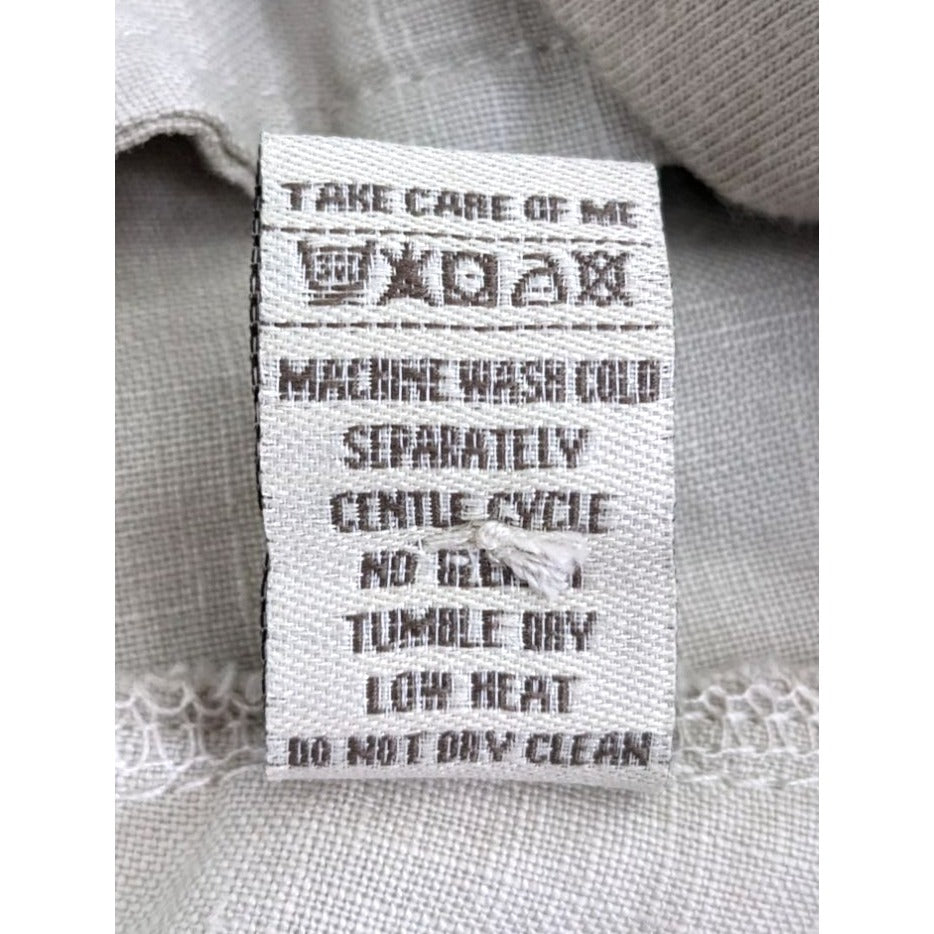 TAKE CARE OF ME
MACHINE WASH COLD
SEPARATELY
GENTLE CYCLE
NO
TUMBLE DRY
LOW HEAT
DO NOT DRY CLEAN